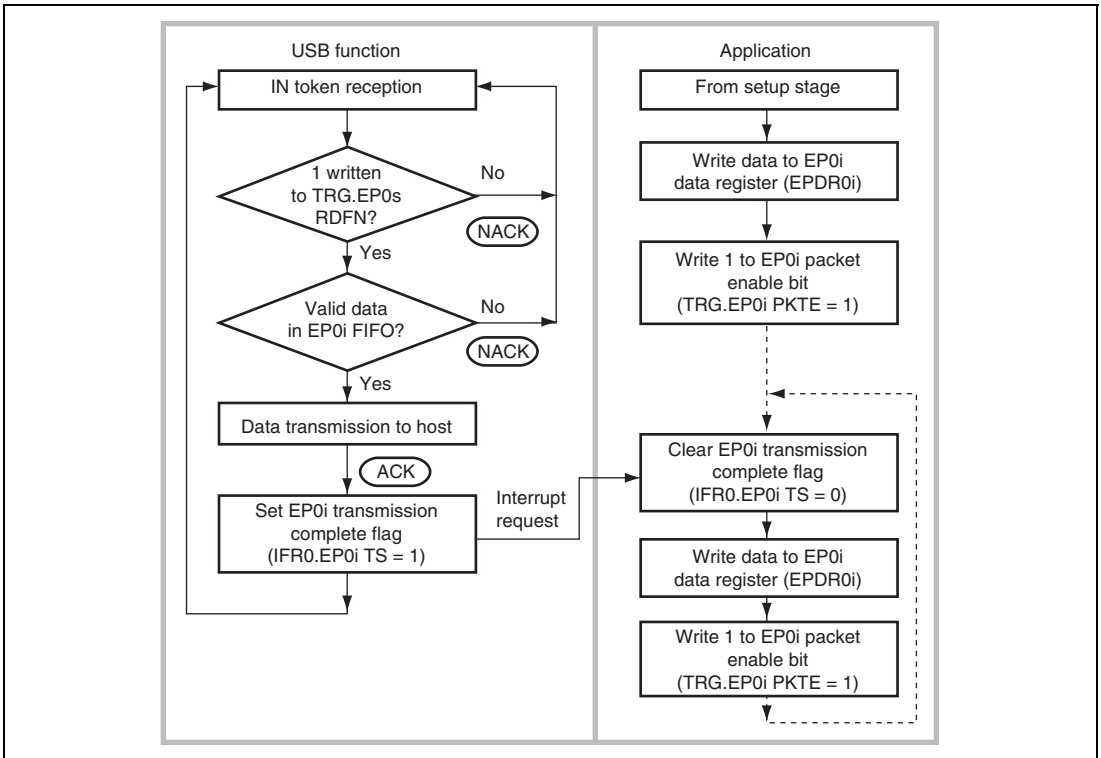 USB function
IN token reception
1 written
to TRG.EP0s
RDFN?
No
NACK
Yes
Valid data
in EP0i FIFO?
No
NACK
Yes
Data transmission to host
ACK
Set EP0i transmission
complete flag
(IFR0.EP0i TS = 1)
Interrupt
request
Application
From setup stage
Write data to EP0i
data register (EPDR0i)
Write 1 to EP0i packet
enable bit
(TRG.EP0i PKTE = 1)
Clear EP0i transmission
complete flag
(IFR0.EP0i TS = 0)
Write data to EP0i
data register (EPDR0i)
Write 1 to EP0i packet
enable bit
(TRG.EP0i PKTE = 1)